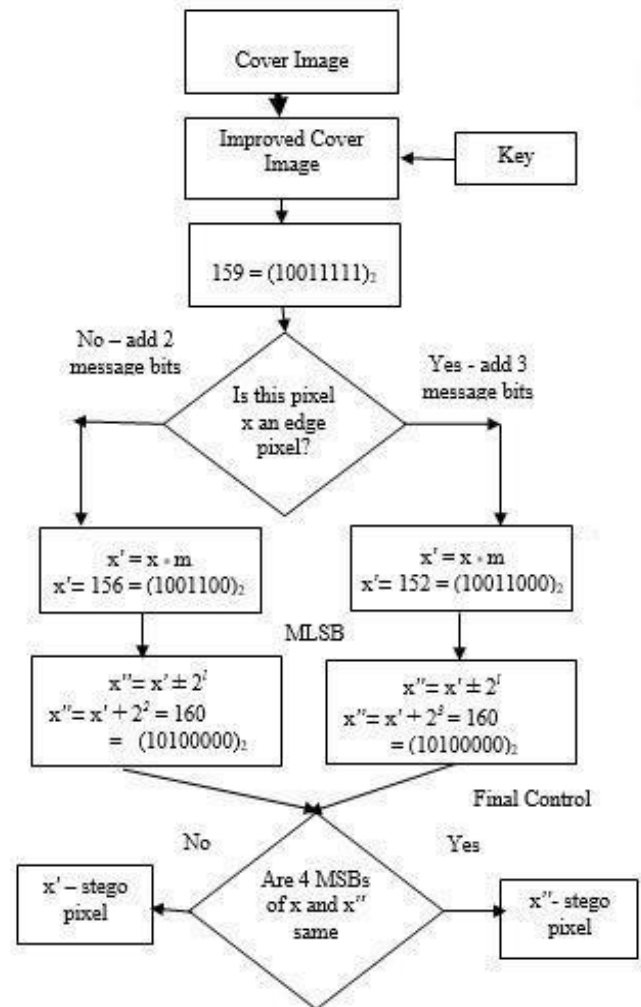 Cover Image
Improved Cover
Image
Key
159 = (10011111)₂
No – add 2
message bits
Yes - add 3
message bits
Is this pixel
x an edge
pixel?
x' = x ∘ m
x'= 156 = (1001100)₂
x' = x ∘ m
x'= 152 = (10011000)₂
MLSB
x''= x' ± 2ˡ
x''= x' + 2² = 160
= (10100000)₂
x''= x' ± 2ˡ
x''= x' + 2³ = 160
= (10100000)₂
Final Control
No
Yes
Are 4 MSBs
of x and x''
same
x' – stego
pixel
x''- stego
pixel